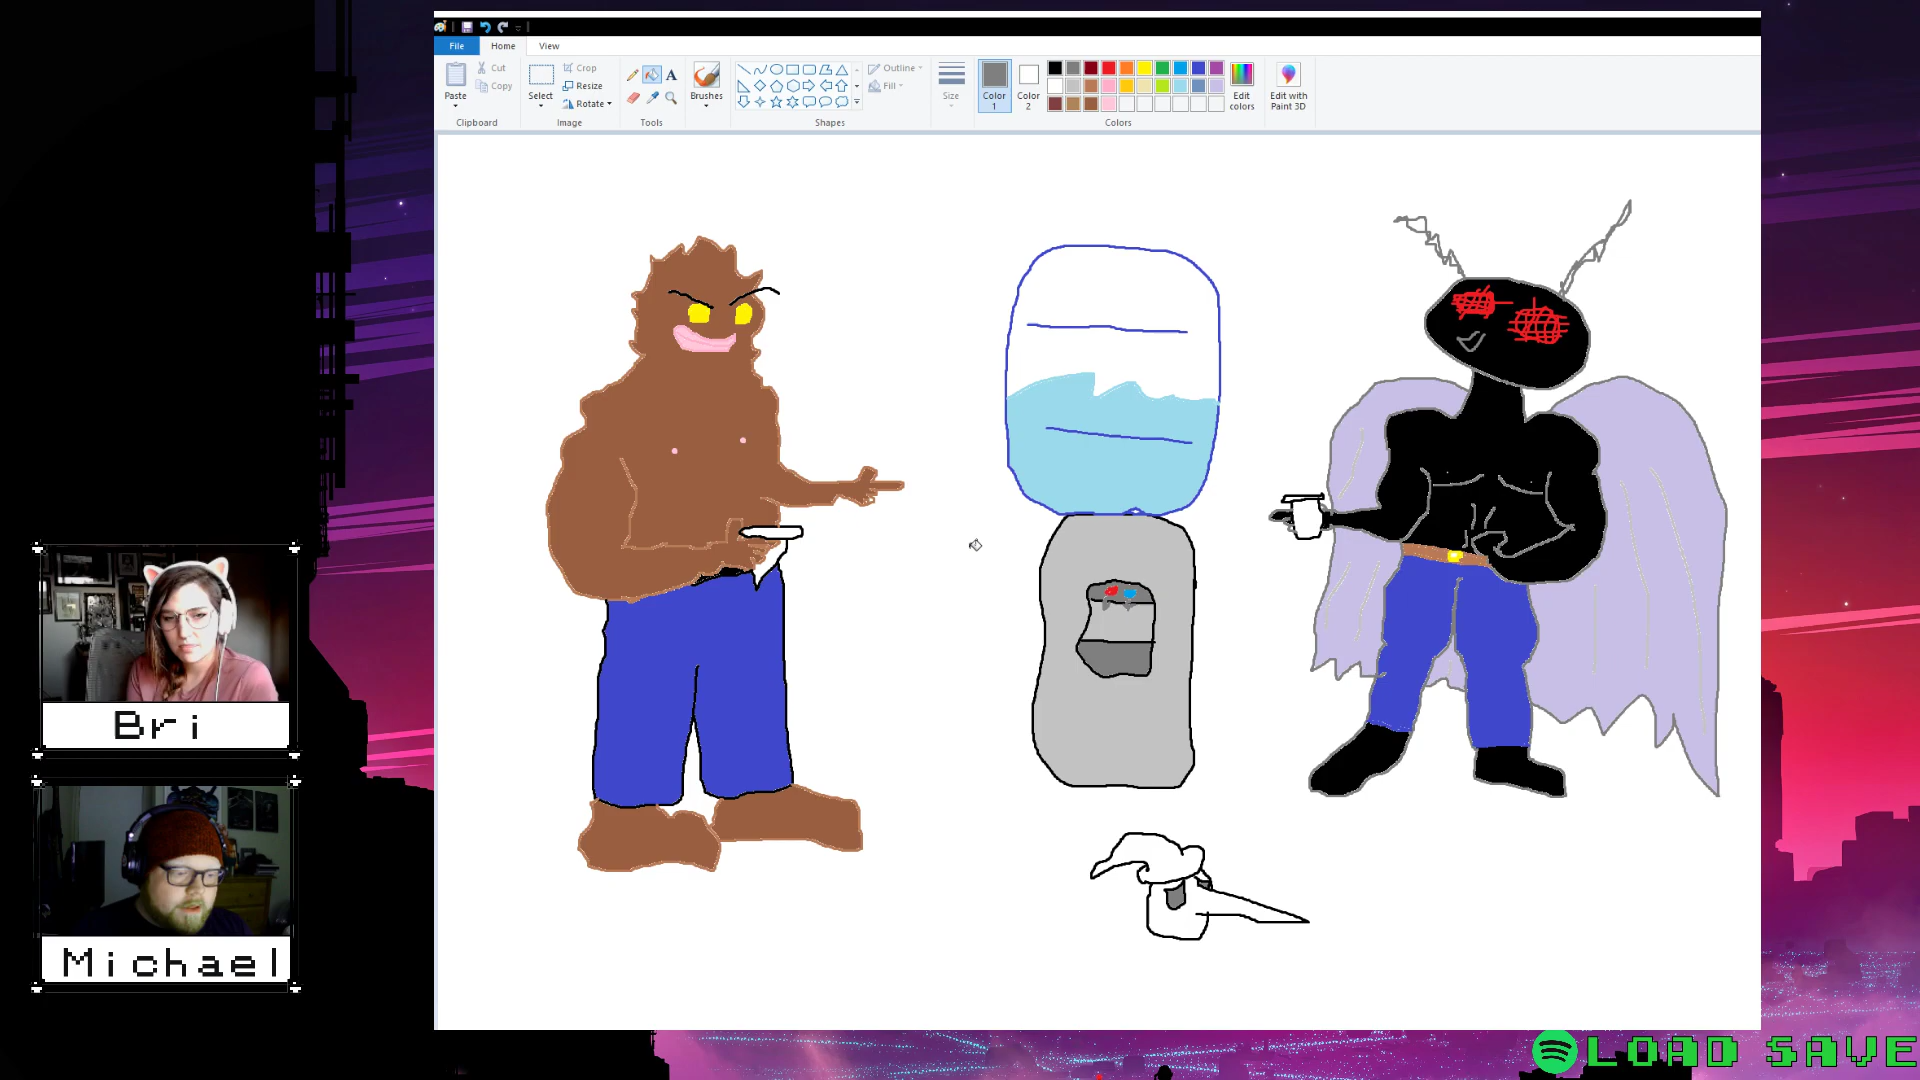 File Home View
Paste
Cut
Copy
Clipboard
Select
Crop
Resize
Rotate
Image
A
Tools
Brushes
Outline
Fill
Shapes
Size
Color
1
Color
2
Edit
colors
Colors
Edit with
Paint 3D
Bri
Michael
LOAD SAVE